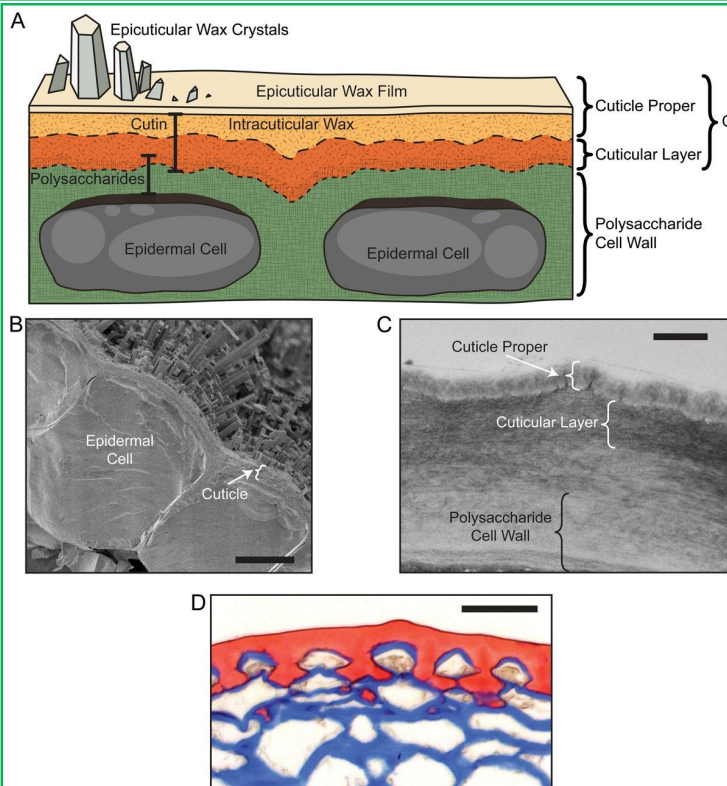 A
Epicuticular Wax Crystals
Epicuticular Wax Film
Cuticle Proper
Cutin
Intracuticular Wax
Cuticular Layer
Polysaccharides
Polysaccharide
Cell Wall
Epidermal Cell
Epidermal Cell
B
Epidermal
Cell
Cuticle
C
Cuticle Proper
Cuticular Layer
Polysaccharide
Cell Wall
D